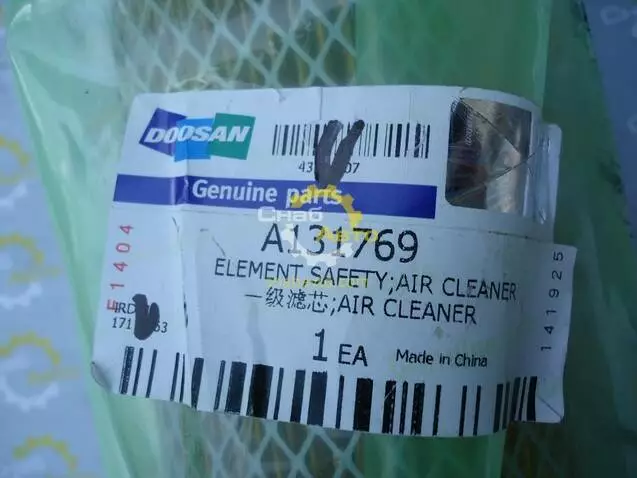 DOOSAN
Genuine parts
Снаб
Авто
A131769
ELEMENT SAFETY;AIR CLEANER
一级滤芯;AIR CLEANER
1 EA Made in China
E1404
141925